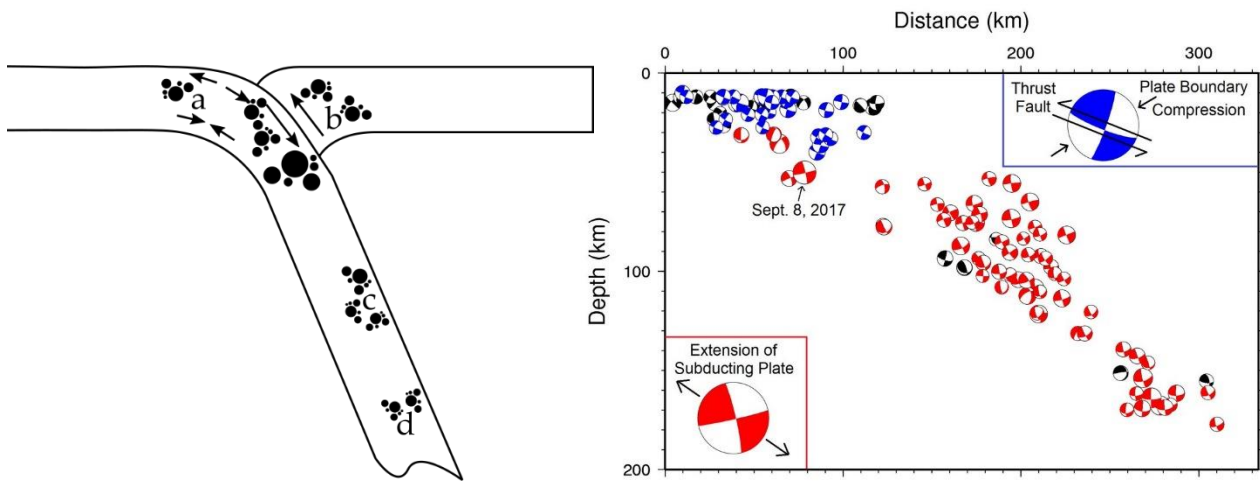 a
b
c
d
Distance (km)
0
100
200
300
0
100
200
Depth (km)
Thrust
Fault
Plate Boundary
Compression
Sept. 8, 2017
Extension of
Subducting Plate